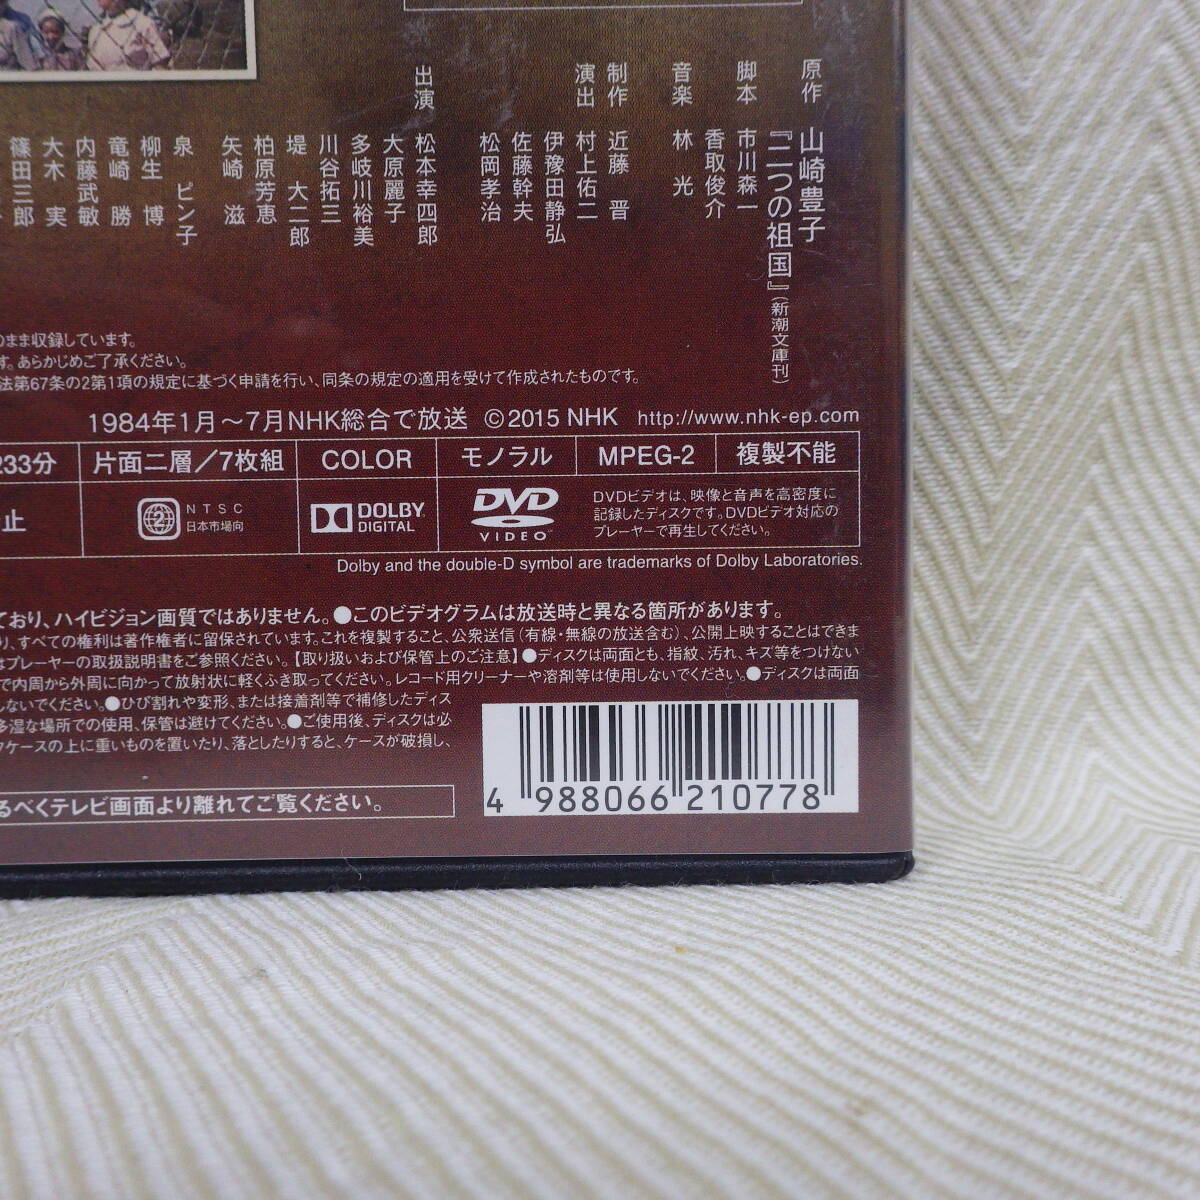 原作 山崎豊子
『二つの祖国』(新潮文庫刊)
脚本 市川森一
香取俊介
音楽 林 光
制作 近藤 晋
演出 村上佑二
伊豫田静弘
佐藤幹夫
松岡孝治
出演 松本幸四郎
大原麗子
多岐川裕美
川谷拓三
堤 大二郎
柏原芳恵
矢崎 滋
泉 ピン子
柳生 博
竜崎 勝
内藤武敏
大木 実
篠田三郎
のまま収録しています。
す。あらかじめご了承ください。
法第67条の2第1項の規定に基づく申請を行い、同条の規定の適用を受けて作成されたものです。
1984年1月～7月NHK総合で放送 ©2015 NHK http://www.nhk-ep.com
233分 片面二層/7枚組 COLOR モノラル MPEG-2 複製不能
止
2 NTSC
日本市場向
DOLBY
DIGITAL
DVD
VIDEO
DVDビデオは、映像と音声を高密度に
記録したディスクです。DVDビデオ対応の
プレーヤーで再生してください。
Dolby and the double-D symbol are trademarks of Dolby Laboratories.
ており、ハイビジョン画質ではありません。●このビデオグラムは放送時と異なる箇所があります。
り、すべての権利は著作権者に留保されています。これを複製すること、公衆送信(有線・無線の放送含む)、公開上映することはできま
はプレーヤーの取扱説明書をご参照ください。【取り扱いおよび保管上のご注意】●ディスクは両面とも、指紋、汚れ、キズ等をつけない
で内周から外周に向かって放射状に軽くふき取ってください。レコード用クリーナーや溶剤等は使用しないでください。●ディスクは両面
しないでください。●ひび割れや変形、または接着剤等で補修したディス
多湿な場所での使用、保管は避けてください。●ご使用後、ディスクは必
ケースの上に重いものを置いたり、落としたりすると、ケースが破損し、
るべくテレビ画面より離れてご覧ください。
4 988066 210778